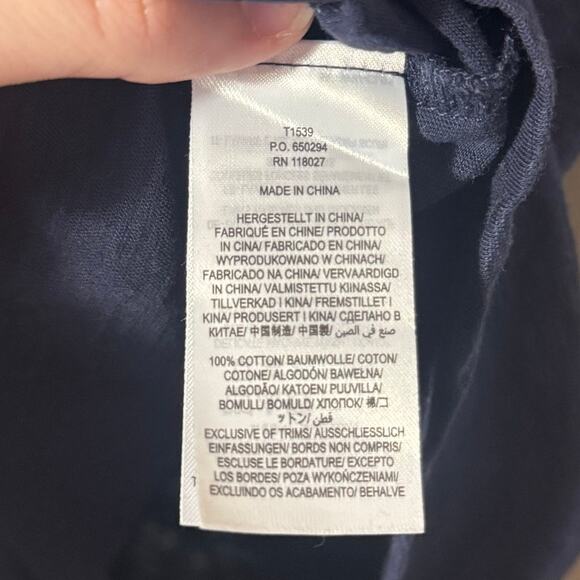 T1539
P.O. 650294
RN 118027
MADE IN CHINA
HERGESTELLT IN CHINA/
FABRIQUÉ EN CHINE/ PRODOTTO
IN CINA/ FABRICADO EN CHINA/
WYPRODUKOWANO W CHINACH/
FABRICADO NA CHINA/ VERVAARDIGD
IN CHINA/ VALMISTETTU KIINASSA/
TILLVERKAD I KINA/ FREMSTILLET I
KINA/ PRODUSERT I KINA/ СДЕЛАНО В
КИТАЕ/ 中国制造/ 中国製/ صنع في الصين
100% COTTON/ BAUMWOLLE/ COTON/
COTONE/ ALGODÓN/ BAWEŁNA/
ALGODÃO/ KATOEN/ PUUVILLA/
BOMULL/ BOMULD/ ХЛОПОК/ 棉/コ
ットン/ قطن
EXCLUSIVE OF TRIMS/ AUSSCHLIESSLICH
EINFASSUNGEN/ BORDS NON COMPRIS/
ESCLUSE LE BORDATURE/ EXCEPTO
LOS BORDES/ POZA WYKOŃCZENIAMI/
EXCLUINDO OS ACABAMENTO/ BEHALVE
1